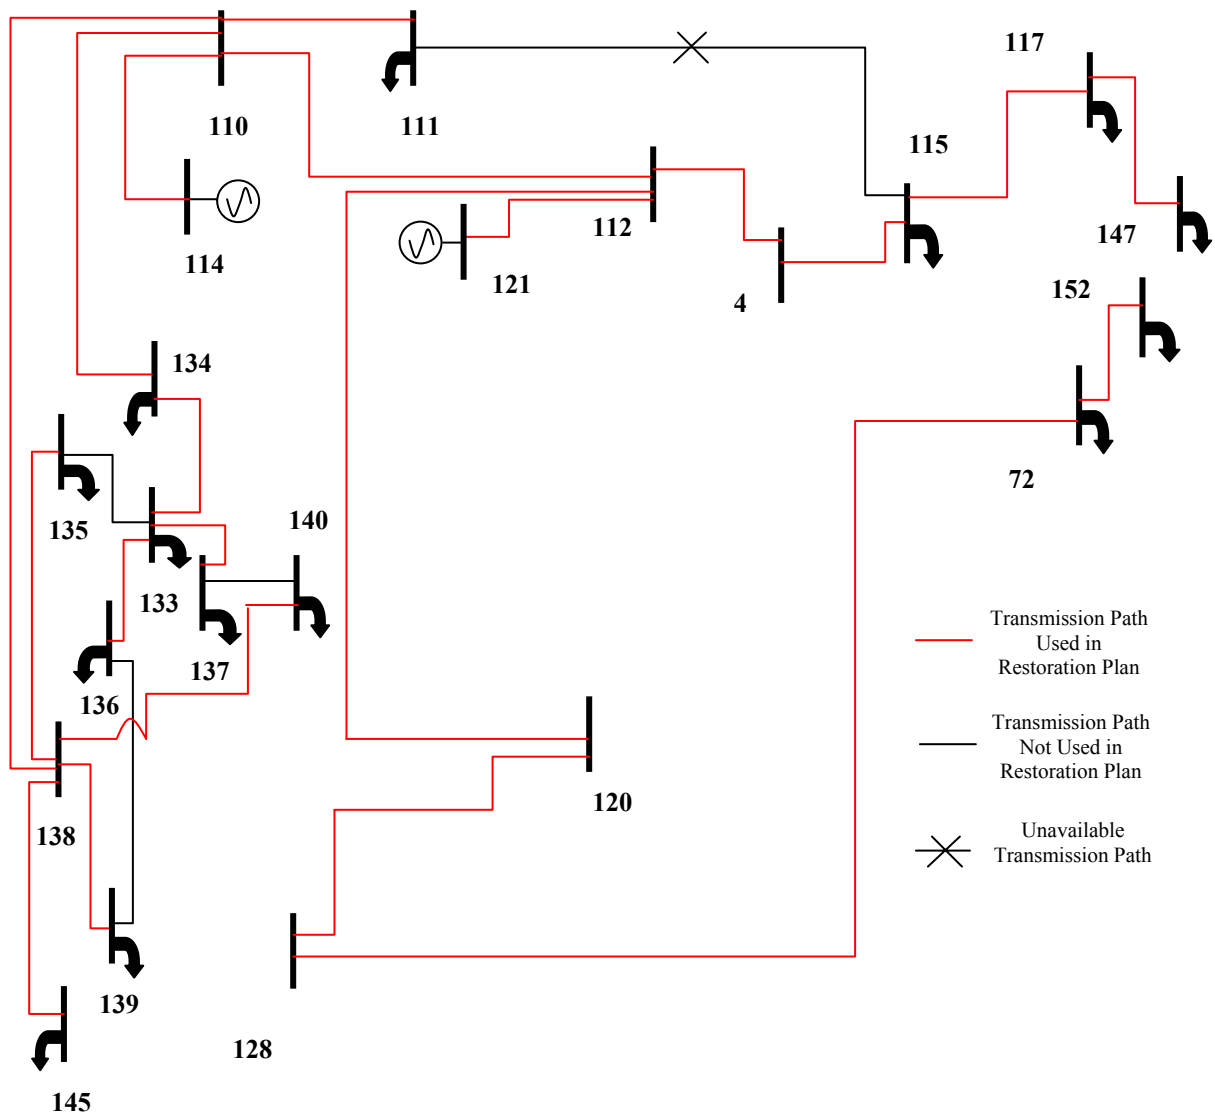 117
110
111
115
112
147
114
121
152
4
134
72
135
140
133
Transmission Path
Used in
Restoration Plan
137
136
Transmission Path
Not Used in
Restoration Plan
120
138
Unavailable
Transmission Path
139
128
145